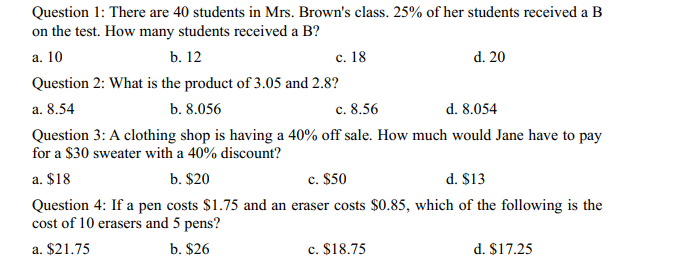 Question 1: There are 40 students in Mrs. Brown's class. 25% of her students received a B
on the test. How many students received a B?
a. 10 b. 12 c. 18 d. 20
Question 2: What is the product of 3.05 and 2.8?
a. 8.54 b. 8.056 c. 8.56 d. 8.054
Question 3: A clothing shop is having a 40% off sale. How much would Jane have to pay
for a $30 sweater with a 40% discount?
a. $18 b. $20 c. $50 d. $13
Question 4: If a pen costs $1.75 and an eraser costs $0.85, which of the following is the
cost of 10 erasers and 5 pens?
a. $21.75 b. $26 c. $18.75 d. $17.25